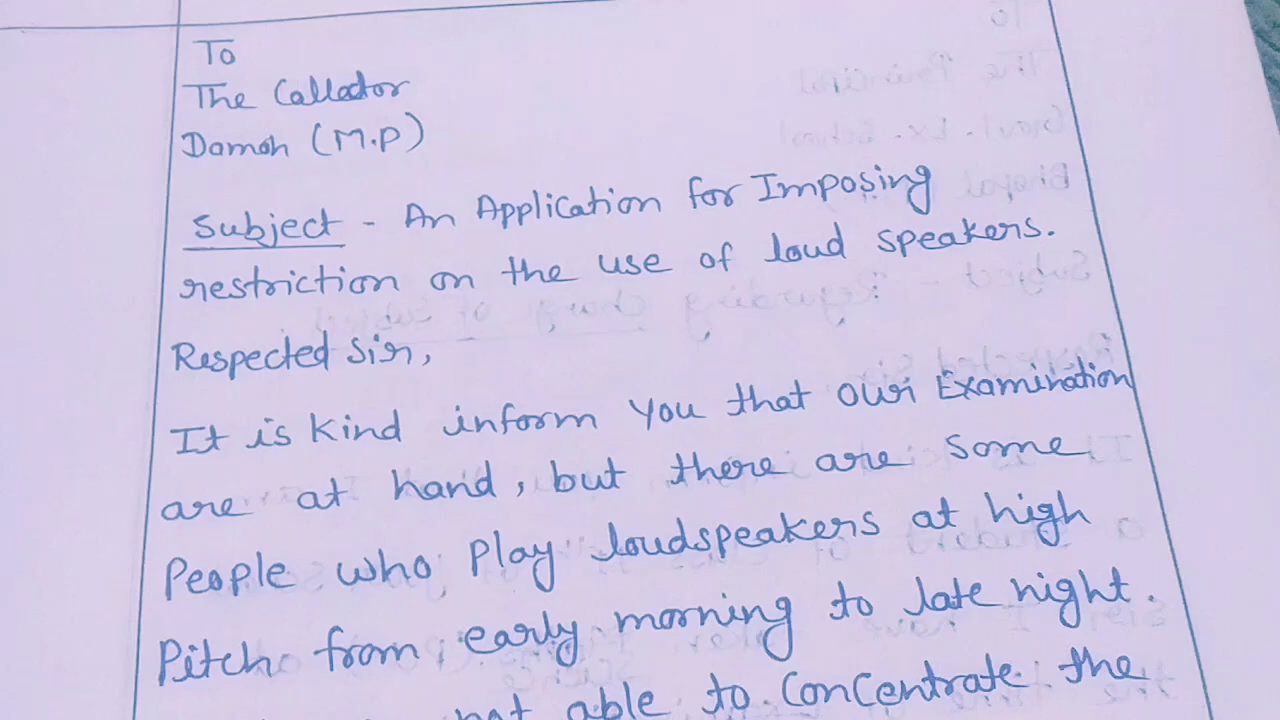 To
The Callector
Damoh (M.P)
Subject - An Application for Imposing
restriction on the use of loud speakers.
Respected Sir,
It is kind inform you that our Examination
are at hand, but there are some
People who Play loudspeakers at high
Pitch from early morning to late night.
not able to concentrate the